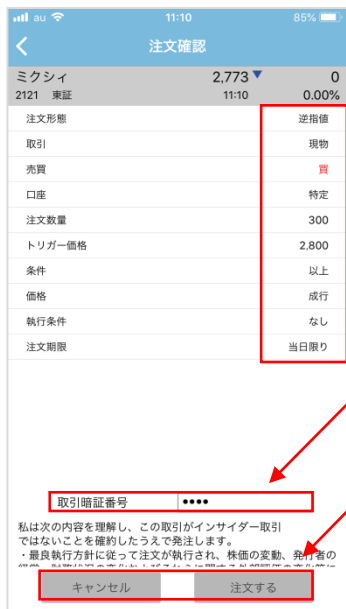 au 11:10 85%
注文確認
ミクシィ 2,773▼ 0
2121 東証 11:10 0.00%
注文形態 逆指値
取引 現物
売買 買
口座 特定
注文数量 300
トリガー価格 2,800
条件 以上
価格 成行
執行条件 なし
注文期限 当日限り
取引暗証番号 ••••
私は次の内容を理解し、この取引がインサイダー取引
ではないことを確約したうえで発注します。
・最良執行方針に従って注文が執行され、株価の変動、発行者の
キャンセル 注文する